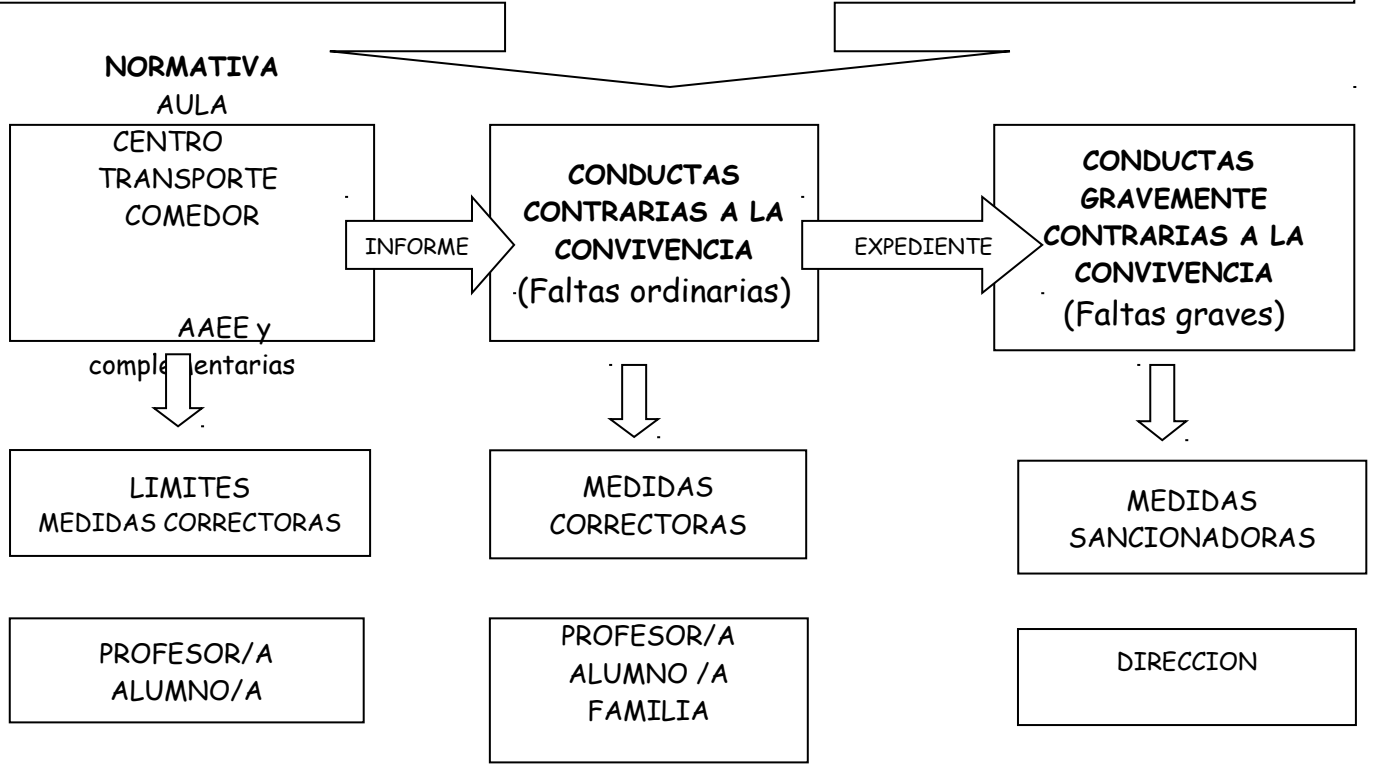 NORMATIVA
AULA
CENTRO
TRANSPORTE
COMEDOR
AAEE y
complementarias
INFORME
CONDUCTAS
CONTRARIAS A LA
CONVIVENCIA
(Faltas ordinarias)
EXPEDIENTE
CONDUCTAS
GRAVEMENTE
CONTRARIAS A LA
CONVIVENCIA
(Faltas graves)
LIMITES
MEDIDAS CORRECTORAS
MEDIDAS
CORRECTORAS
MEDIDAS
SANCIONADORAS
PROFESOR/A
ALUMNO/A
PROFESOR/A
ALUMNO /A
FAMILIA
DIRECCION